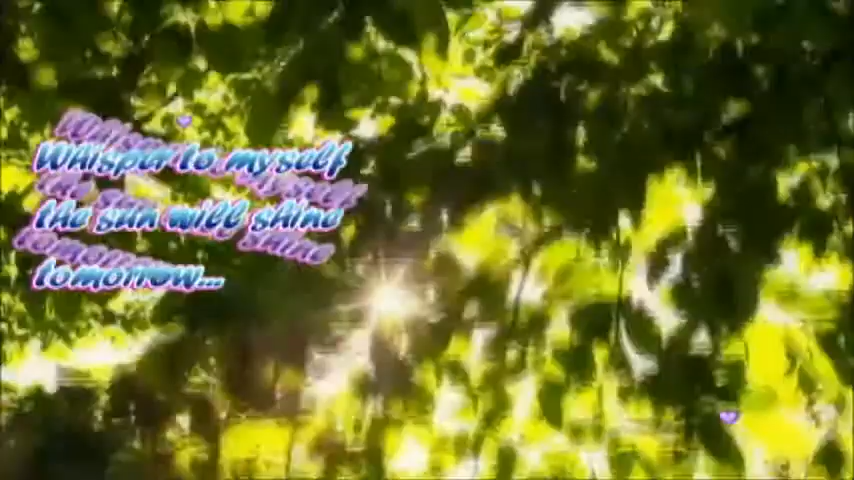 Whisper to myself
the sun will shine
tomorrow...